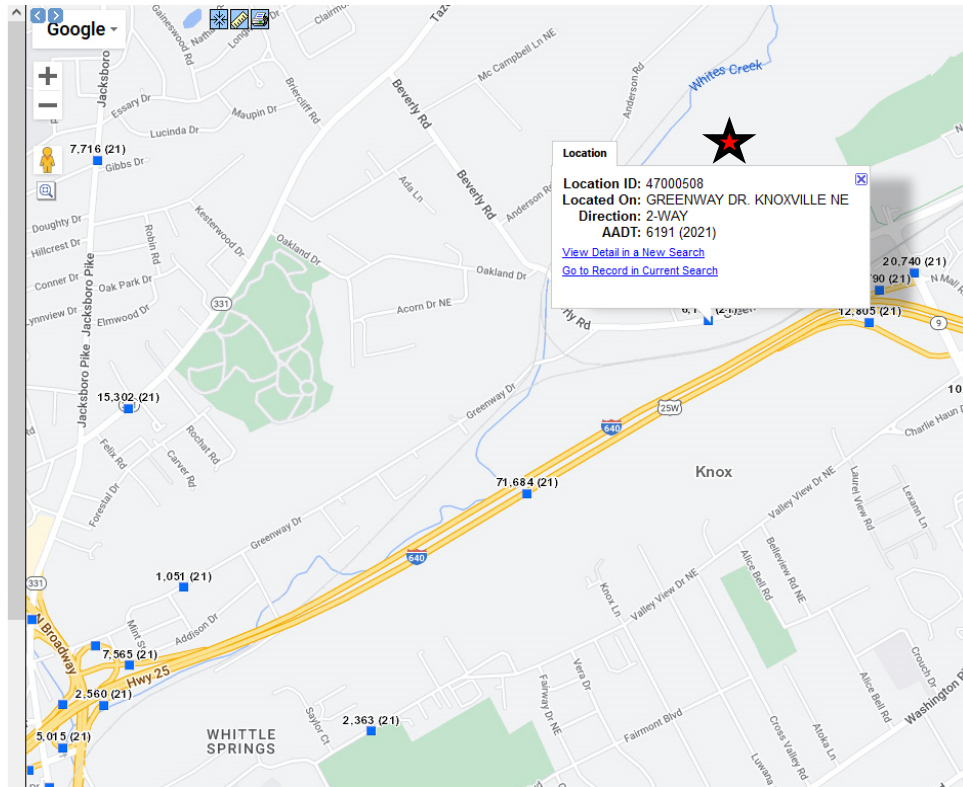 Google
Gaineswood Rd
Clairmont
Jacksboro
Essary Dr
Briercliff Rd
Maupin Dr
Lucinda Dr
Mc Campbell Ln NE
Beverly Rd
Anderson Rd
Whites Creek
7,716 (21)
Gibbs Dr
Location
Location ID: 47000508
Located On: GREENWAY DR. KNOXVILLE NE
Direction: 2-WAY
AADT: 6191 (2021)
View Detail in a New Search
Go to Record in Current Search
Ada Ln
Beverly Rd
Anderson Rd
Kesterwood Dr
Doughty Dr
Hillcrest Dr
Robin Rd
Oakland Dr
Oakland Dr
Conner Dr
Oak Park Dr
Elmwood Dr
Jacksboro Pike
Jacksboro Pike
331
Acorn Dr NE
20,740 (21)
N Mall
12,805 (21)
9
15,302 (21)
Greenway Dr
25W
640
Charlie Haun
Felix Rd
Rochat Rd
Carver Rd
Forestal Dr
Knox
71,684 (21)
Valley View Dr NE
Laurel View Rd
Lexann Ln
Greenway Dr
640
Belleview Rd NE
Alice Bell Rd
1,051 (21)
331
Knox Ln
Valley View Dr NE
Mint St
Addison Dr
N Broadway
7,565 (21)
Hwy 25
2,560 (21)
Vera Dr
Fairway Dr NE
Crouch Dr
Alice Bell Rd
Washington
Saylor Ct
2,363 (21)
Fairmont Blvd
Cross Valley Rd
Atoka Ln
Luwana
5,015 (21)
WHITTLE
SPRINGS